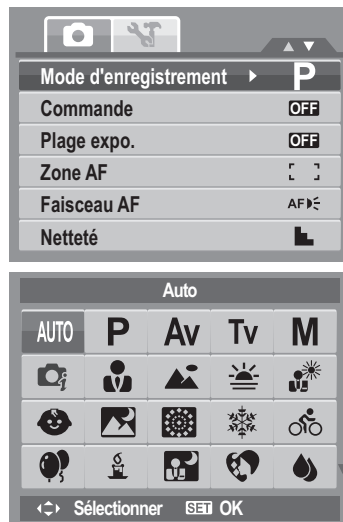 Mode d'enregistrement P
Commande OFF
Plage expo. OFF
Zone AF
Faisceau AF AF
Netteté
Auto
AUTO P Av Tv M
i
Sélectionner SET OK